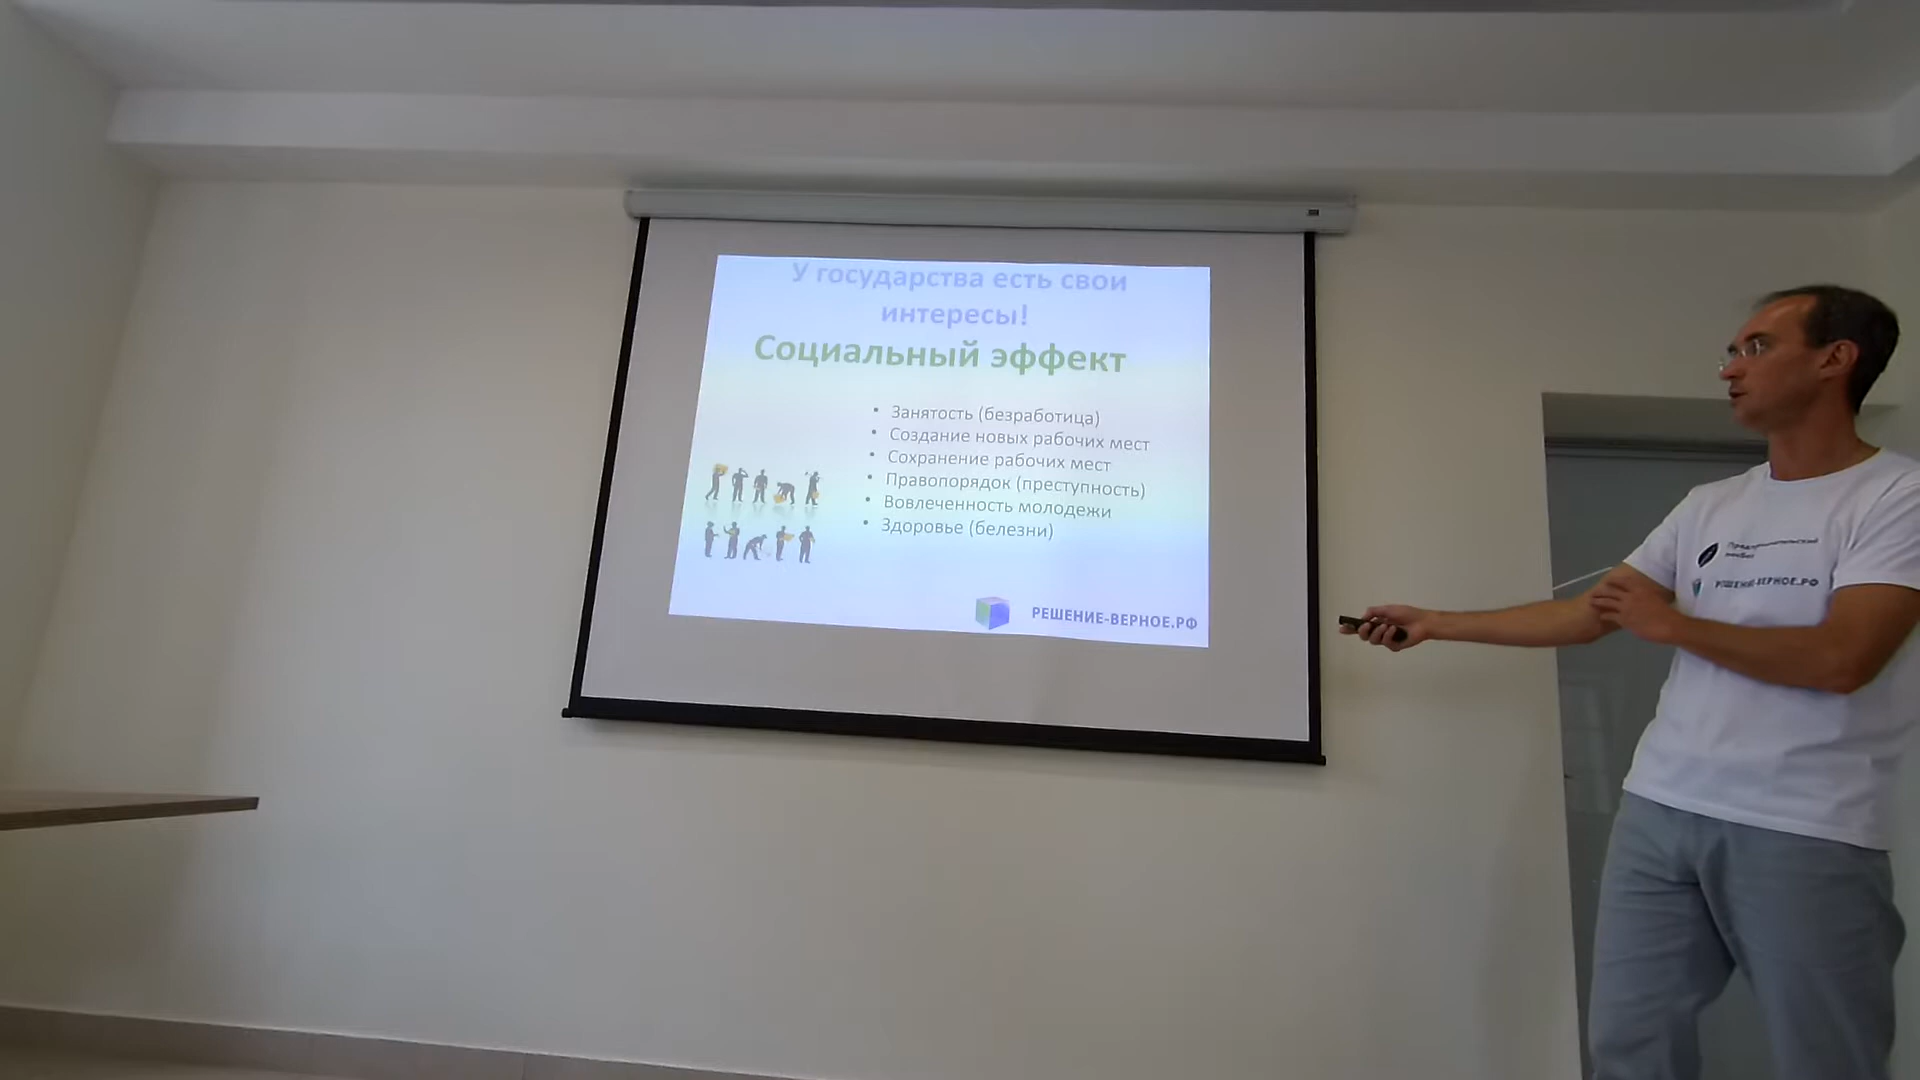 У государства есть свои
интересы!
Социальный эффект
• Занятость (безработица)
• Создание новых рабочих мест
• Сохранение рабочих мест
• Правопорядок (преступность)
• Вовлеченность молодежи
• Здоровье (белезни)
РЕШЕНИЕ-ВЕРНОЕ.РФ
РЕШЕНИЕ-ВЕРНОЕ.РФ